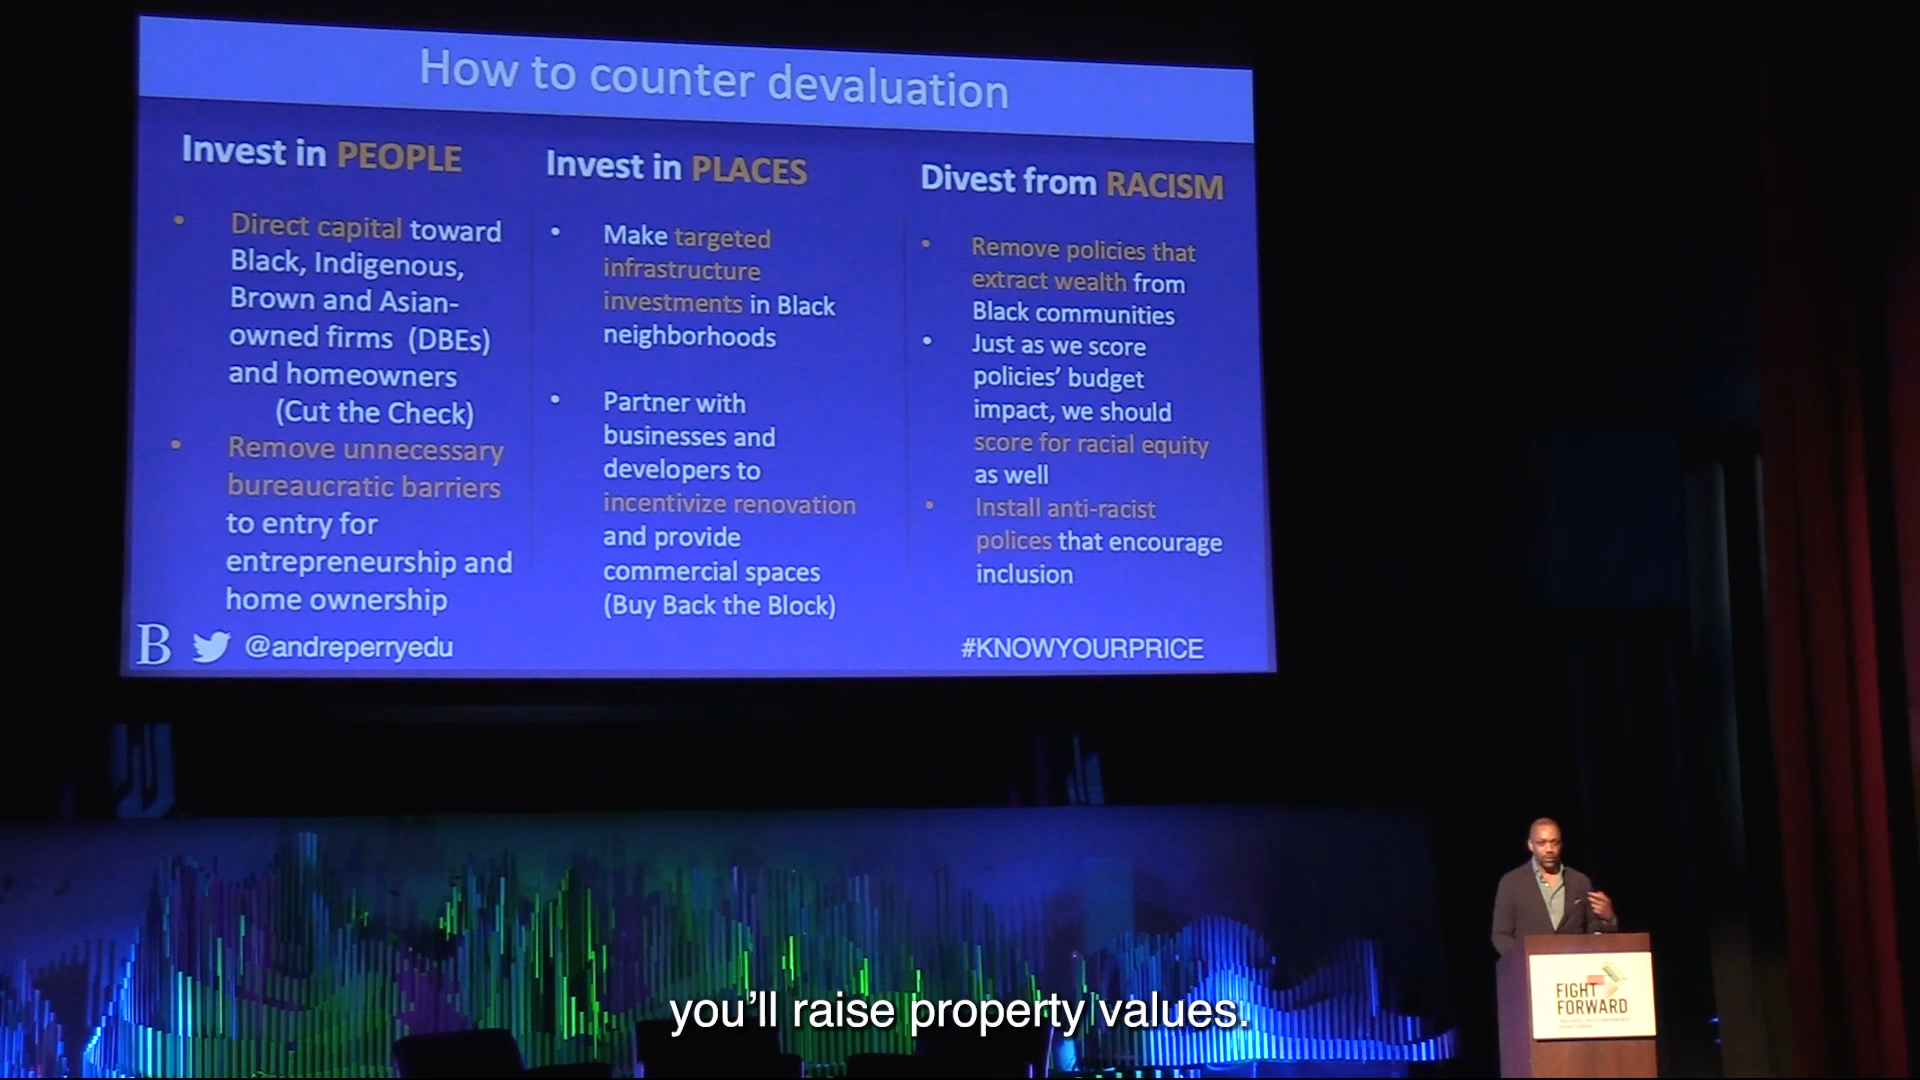 How to counter devaluation
Invest in PEOPLE
Direct capital toward
Black, Indigenous,
Brown and Asian-
owned firms (DBEs)
and homeowners
(Cut the Check)
Remove unnecessary
bureaucratic barriers
to entry for
entrepreneurship and
home ownership
Invest in PLACES
Make targeted
infrastructure
investments in Black
neighborhoods
Partner with
businesses and
developers to
incentivize renovation
and provide
commercial spaces
(Buy Back the Block)
Divest from RACISM
Remove policies that
extract wealth from
Black communities
Just as we score
policies’ budget
impact, we should
score for racial equity
as well
Install anti-racist
polices that encourage
inclusion
B @andreperryedu
#KNOWYOURPRICE
FIGHT
FORWARD
you’ll raise property values.